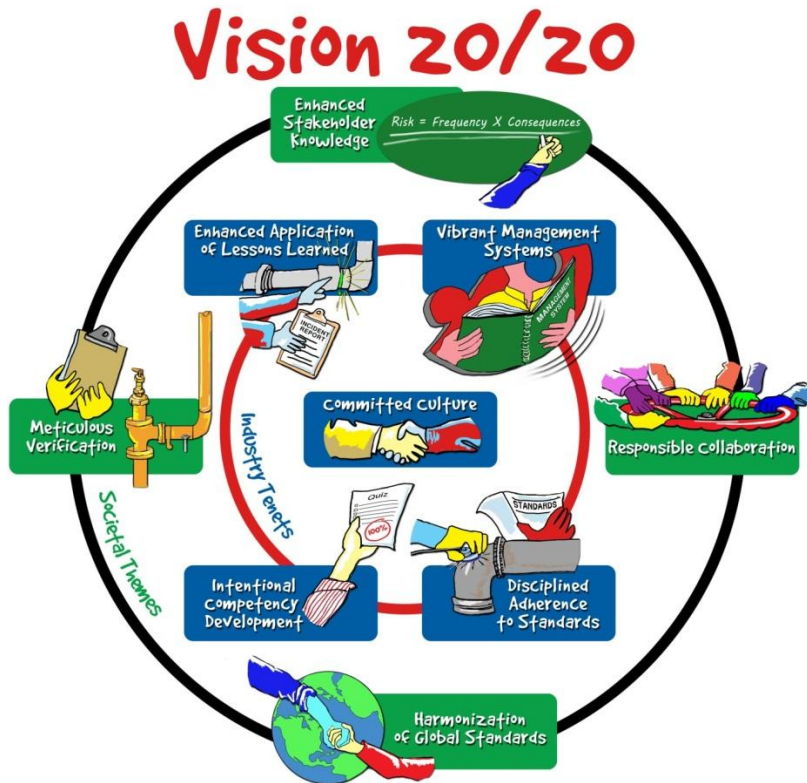 Vision 20/20
Enhanced
Stakeholder
Knowledge
Risk = Frequency X Consequences
Enhanced Application
of Lessons Learned
INCIDENT
REPORT
Vibrant Management
Systems
MANAGEMENT
SYSTEM
Meticulous
Verification
Committed Culture
Responsible Collaboration
Industry Tenets
Societal Themes
Quiz
100%
Intentional
Competency
Development
STANDARDS
Disciplined
Adherence
to Standards
Harmonization
of Global Standards